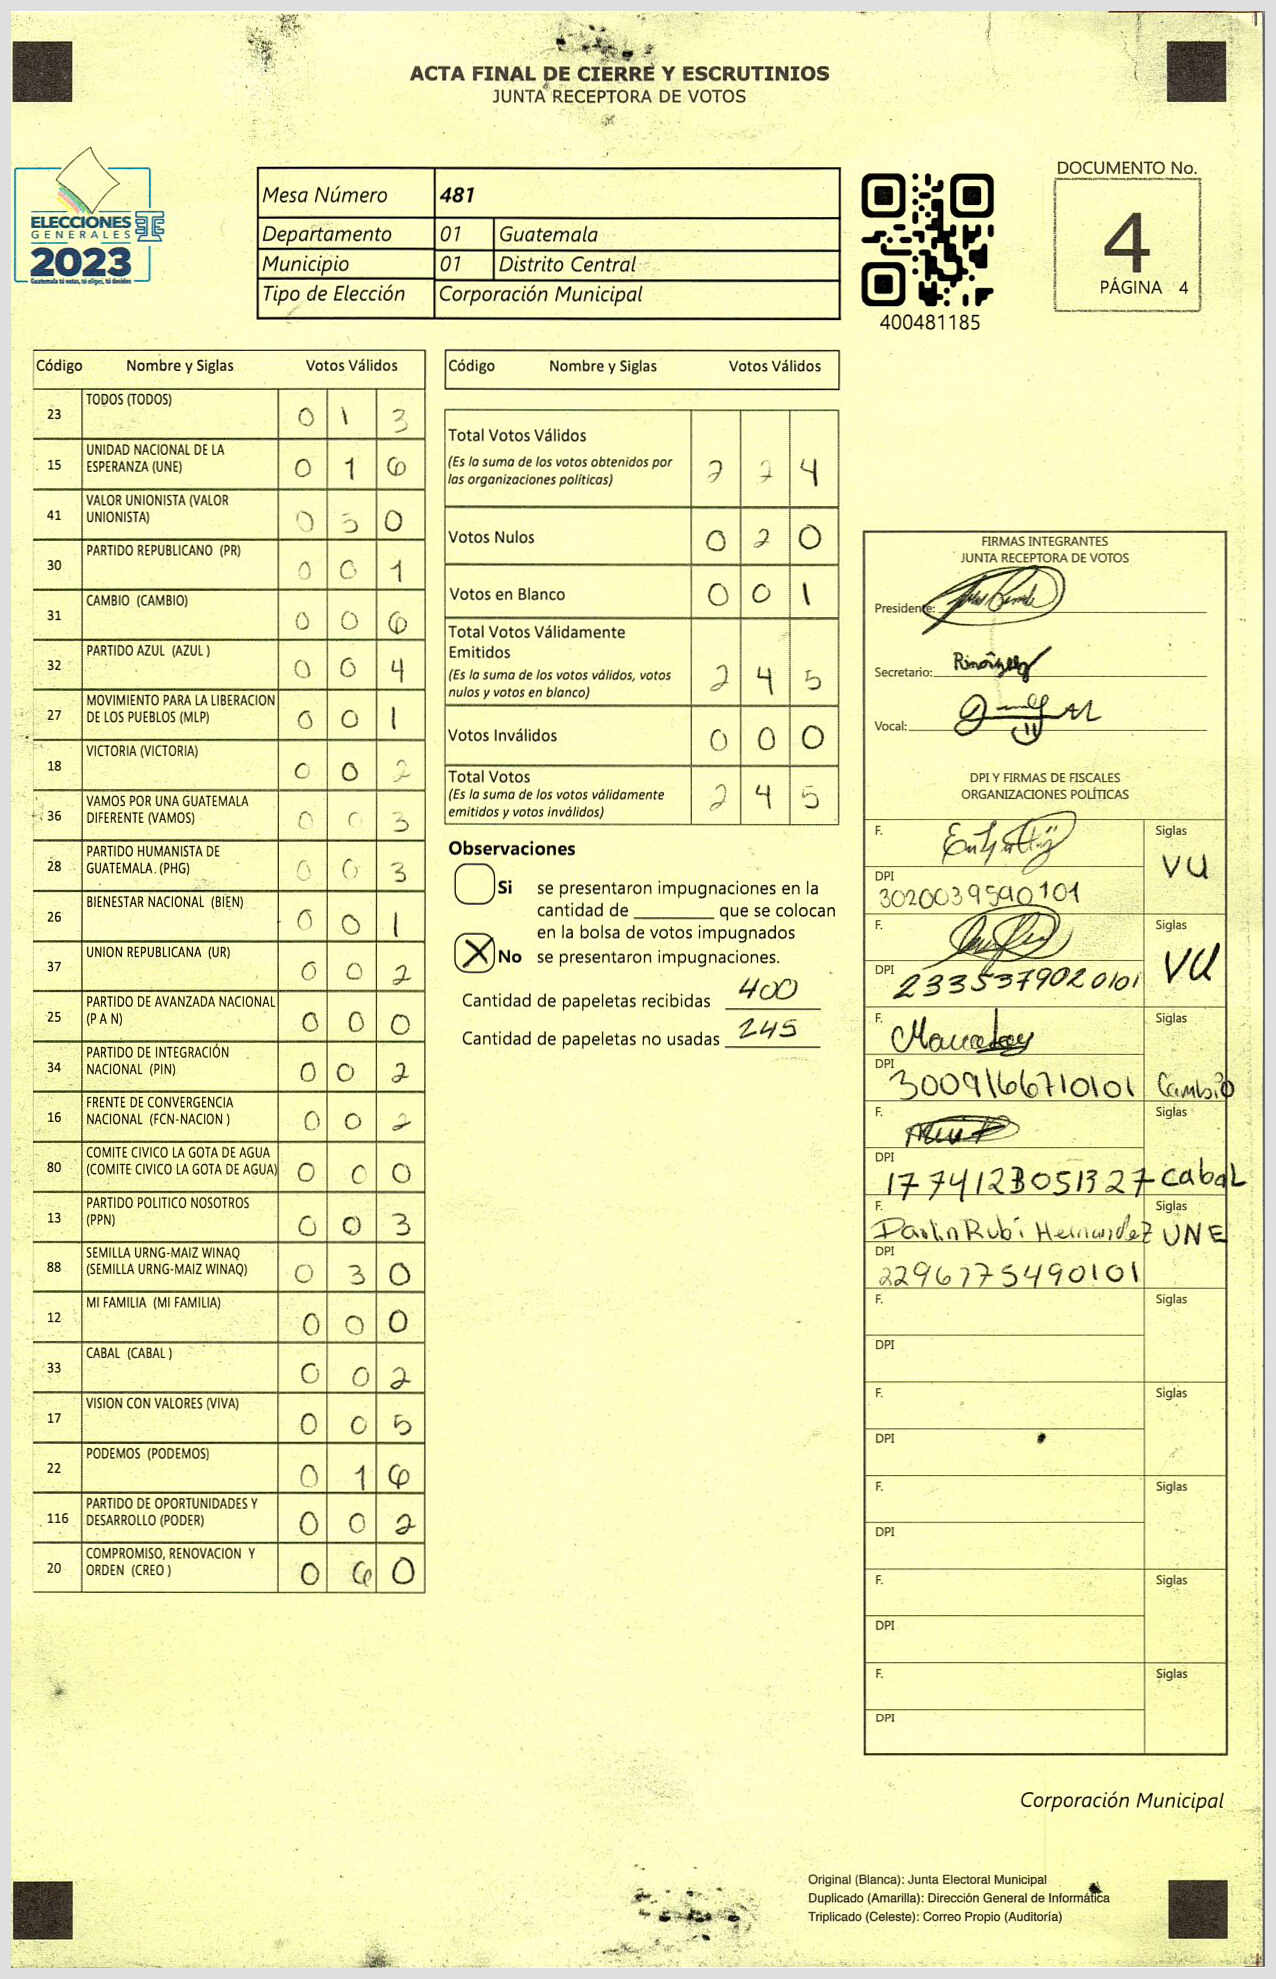 ACTA FINAL DE CIERRE Y ESCRUTINIOS
JUNTA RECEPTORA DE VOTOS
ELECCIONES
GENERALES
2023
Guatemala tú votas, tú eliges, tú decides
Mesa Número 481
Departamento 01 Guatemala
Municipio 01 Distrito Central
Tipo de Elección Corporación Municipal
400481185
DOCUMENTO No.
4
PÁGINA 4
Código Nombre y Siglas Votos Válidos
23 TODOS (TODOS) 0 1 3
15 UNIDAD NACIONAL DE LA ESPERANZA (UNE) 0 1 6
41 VALOR UNIONISTA (VALOR UNIONISTA) 0 5 0
30 PARTIDO REPUBLICANO (PR) 0 0 1
31 CAMBIO (CAMBIO) 0 0 6
32 PARTIDO AZUL (AZUL ) 0 0 4
27 MOVIMIENTO PARA LA LIBERACION DE LOS PUEBLOS (MLP) 0 0 1
18 VICTORIA (VICTORIA) 0 0 2
36 VAMOS POR UNA GUATEMALA DIFERENTE (VAMOS) 0 0 3
28 PARTIDO HUMANISTA DE GUATEMALA. (PHG) 0 0 3
26 BIENESTAR NACIONAL (BIEN) 0 0 1
37 UNION REPUBLICANA (UR) 0 0 2
25 PARTIDO DE AVANZADA NACIONAL (P A N) 0 0 0
34 PARTIDO DE INTEGRACIÓN NACIONAL (PIN) 0 0 2
16 FRENTE DE CONVERGENCIA NACIONAL (FCN-NACION ) 0 0 2
80 COMITE CIVICO LA GOTA DE AGUA (COMITE CIVICO LA GOTA DE AGUA) 0 0 0
13 PARTIDO POLITICO NOSOTROS (PPN) 0 0 3
88 SEMILLA URNG-MAIZ WINAQ (SEMILLA URNG-MAIZ WINAQ) 0 3 0
12 MI FAMILIA (MI FAMILIA) 0 0 0
33 CABAL (CABAL ) 0 0 2
17 VISION CON VALORES (VIVA) 0 0 5
22 PODEMOS (PODEMOS) 0 1 6
116 PARTIDO DE OPORTUNIDADES Y DESARROLLO (PODER) 0 0 2
20 COMPROMISO, RENOVACION Y ORDEN (CREO ) 0 6 0
Código Nombre y Siglas Votos Válidos
Total Votos Válidos 2 2 4
(Es la suma de los votos obtenidos por
las organizaciones políticas)
Votos Nulos 0 2 0
Votos en Blanco 0 0 1
Total Votos Válidamente
Emitidos 2 4 5
(Es la suma de los votos válidos, votos
nulos y votos en blanco)
Votos Inválidos 0 0 0
Total Votos 2 4 5
(Es la suma de los votos válidamente
emitidos y votos inválidos)
Observaciones
Si se presentaron impugnaciones en la
cantidad de ________ que se colocan
en la bolsa de votos impugnados
X No se presentaron impugnaciones.
Cantidad de papeletas recibidas 400
Cantidad de papeletas no usadas 245
FIRMAS INTEGRANTES
JUNTA RECEPTORA DE VOTOS
Presidente:
Secretario:
Vocal:
DPI Y FIRMAS DE FISCALES
ORGANIZACIONES POLÍTICAS
F. Siglas VU
DPI 3020039590101
F. Siglas VU
DPI 2335379020101
F. Siglas Cambio
DPI 3009166710101
F. Siglas Cabal
DPI
F. Rubi Hernandez Siglas UNE
DPI 2296775490101
F. Siglas
DPI
F. Siglas
DPI
F. Siglas
DPI
F. Siglas
DPI
F. Siglas
DPI
Corporación Municipal
Original (Blanca): Junta Electoral Municipal
Duplicado (Amarilla): Dirección General de Informática
Triplicado (Celeste): Correo Propio (Auditoría)